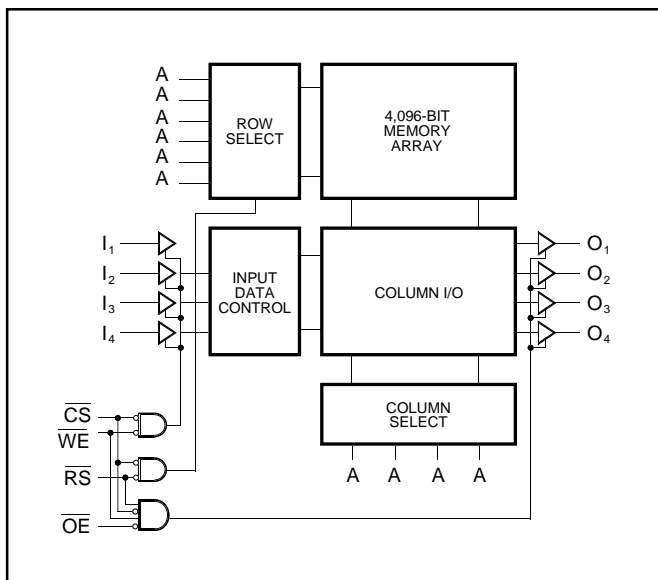 A
A
A
A
A
A
ROW
SELECT
4,096-BIT
MEMORY
ARRAY
I1
I2
I3
I4
INPUT
DATA
CONTROL
COLUMN I/O
O1
O2
O3
O4
CS
WE
RS
OE
COLUMN
SELECT
A A A A